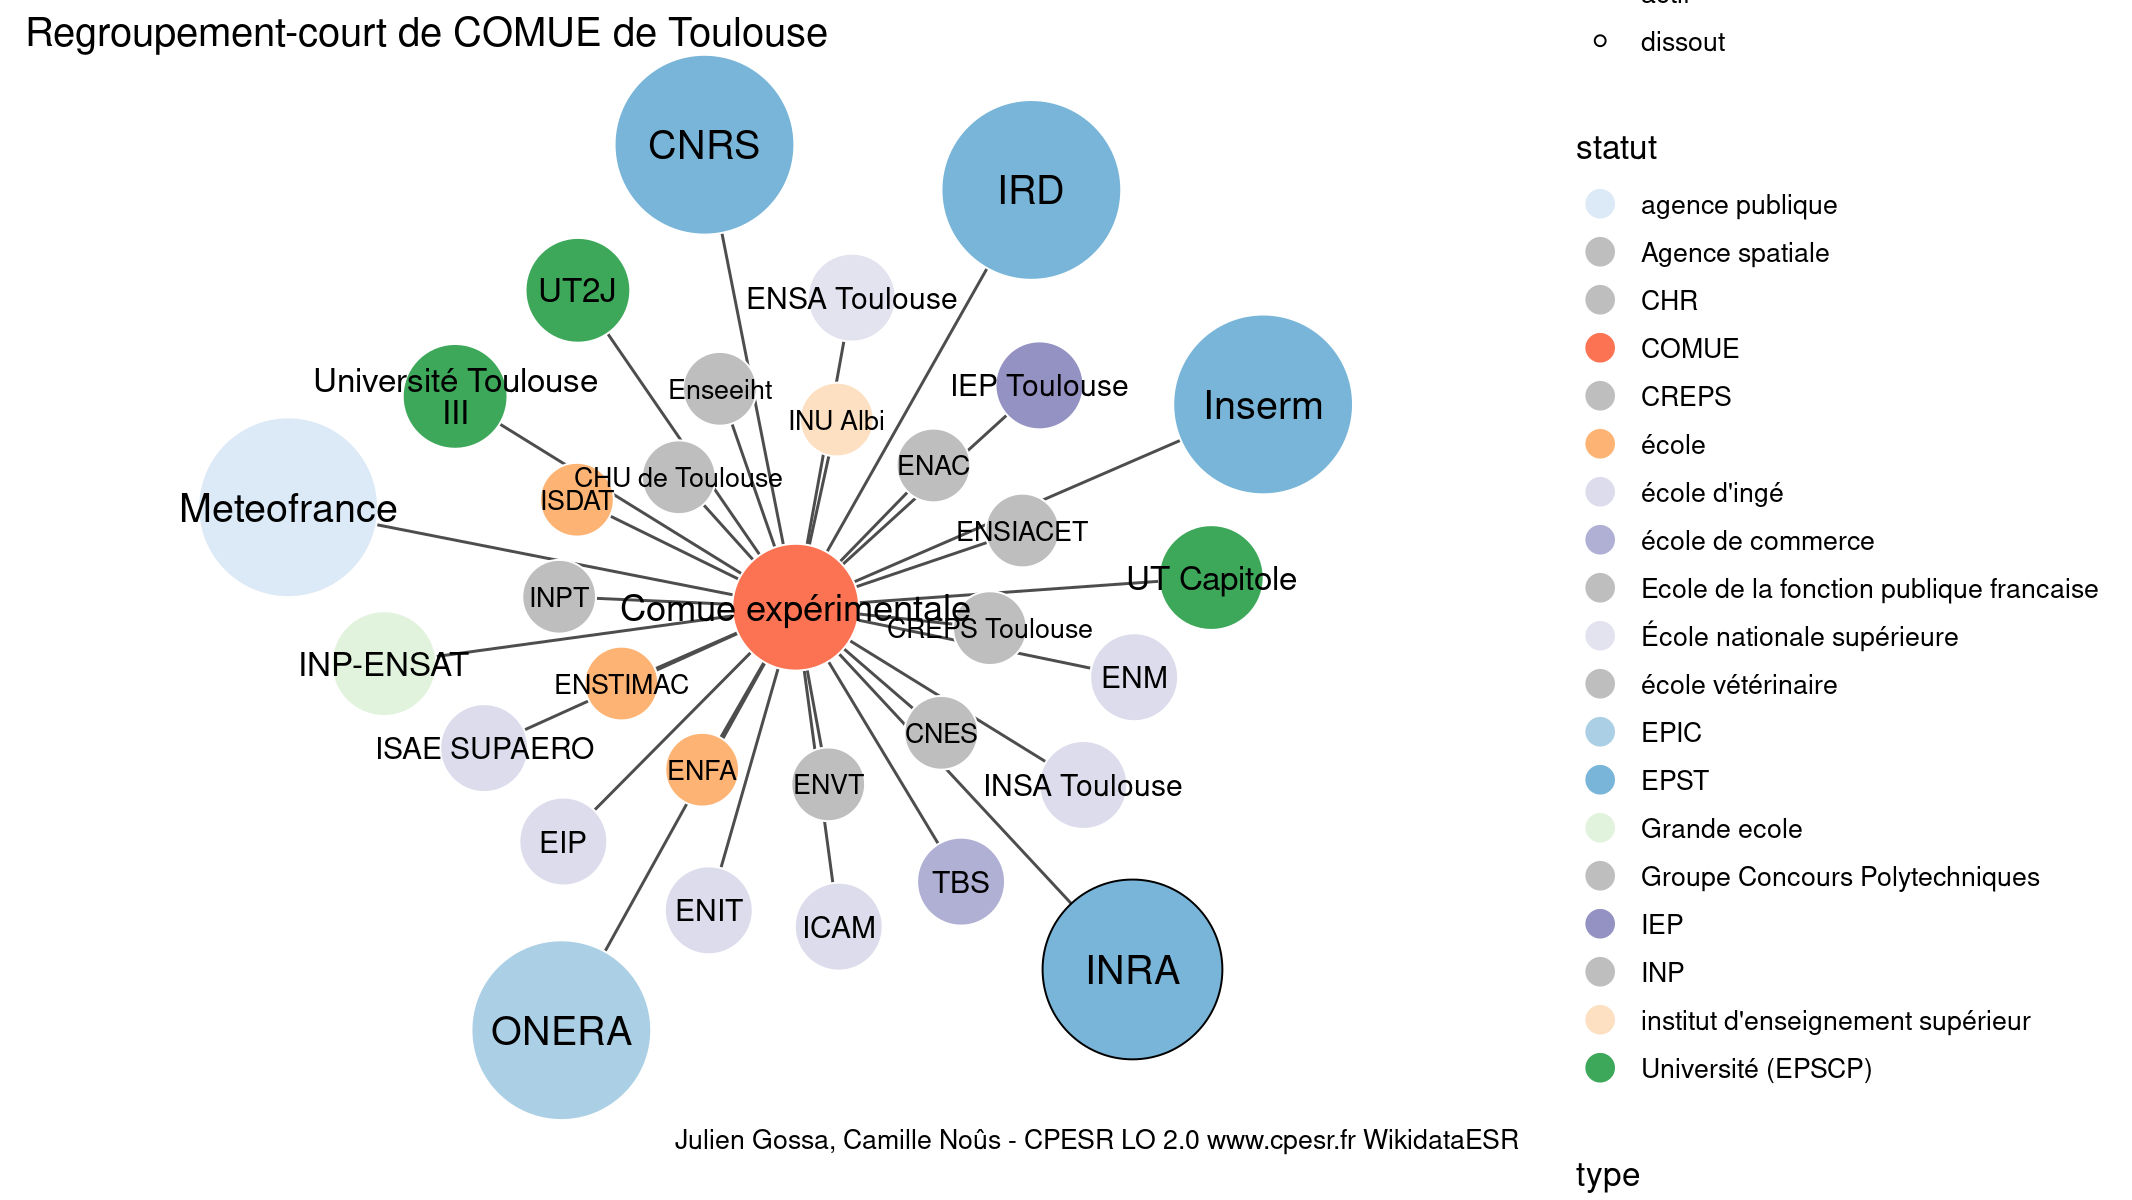 Regroupement-court de COMUE de Toulouse
CNRS
IRD
UT2J
ENSA Toulouse
Université Toulouse
III
Enseeiht
IEP Toulouse
INU Albi
Inserm
ENAC
CHU de Toulouse
ISDAT
Meteofrance
ENSIACET
UT Capitole
INPT
Comue expérimentale
CREPS Toulouse
INP-ENSAT
ENSTIMAC
ENM
ISAE SUPAERO
CNES
ENFA
ENVT
INSA Toulouse
EIP
TBS
ENIT
ICAM
INRA
ONERA
dissout
statut
agence publique
Agence spatiale
CHR
COMUE
CREPS
école
école d'ingé
école de commerce
Ecole de la fonction publique francaise
École nationale supérieure
école vétérinaire
EPIC
EPST
Grande ecole
Groupe Concours Polytechniques
IEP
INP
institut d'enseignement supérieur
Université (EPSCP)
type
Julien Gossa, Camille Noûs - CPESR LO 2.0 www.cpesr.fr WikidataESR